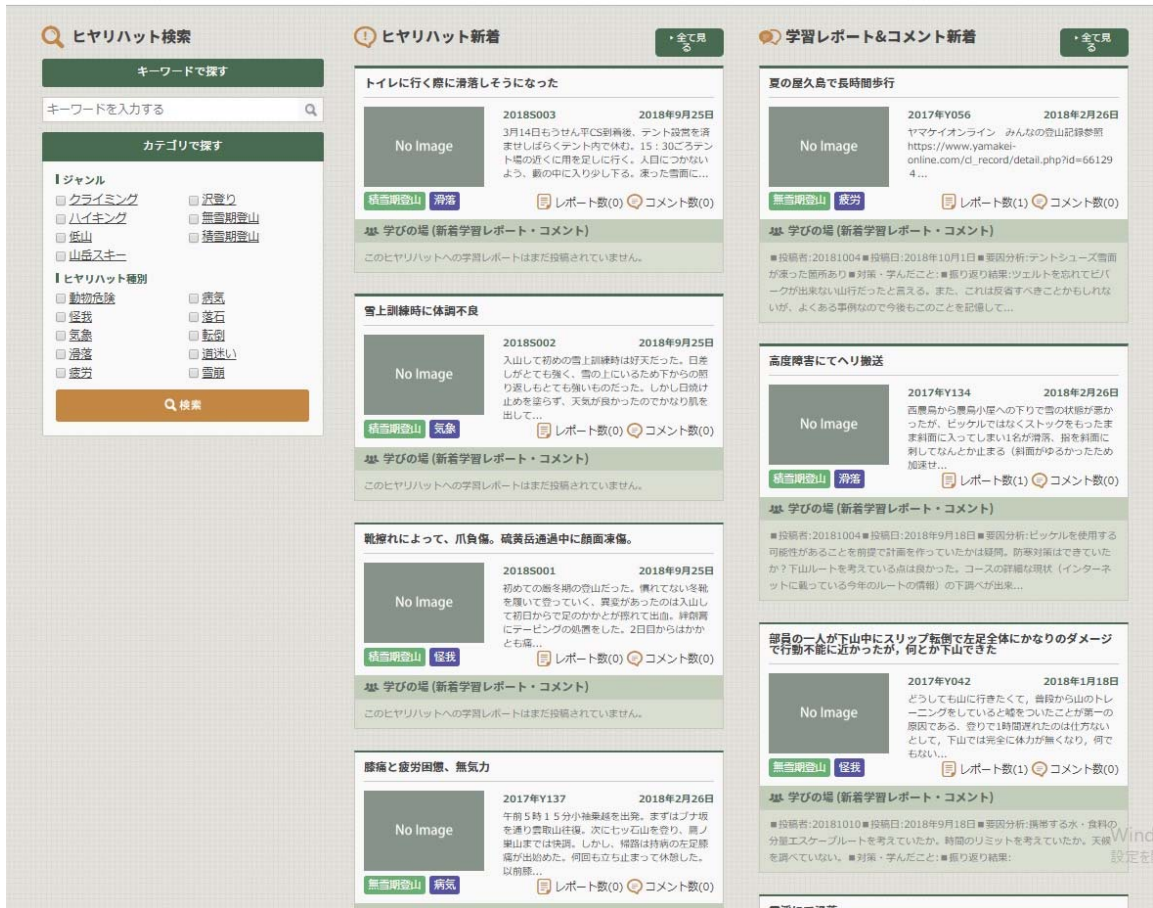 ヒヤリハット検索
キーワードで探す
キーワードを入力する
カテゴリで探す
ジャンル
クライミング
沢登り
ハイキング
無雪期登山
低山
積雪期登山
山岳スキー
ヒヤリハット種別
動物危険
病気
怪我
落石
気象
転倒
滑落
道迷い
疲労
雪崩
検索
ヒヤリハット新着
・全て見
る
トイレに行く際に滑落しそうになった
No Image
2018S003
2018年9月25日
3月14日もうせん平CS到着後、テント設営を済
ませしばらくテント内で休む。15：30ごろテン
ト場の近くに用を足しに行く。人目につかない
よう、藪の中に入り少し下る。凍った雪面に...
積雪期登山 滑落
レポート数(0) コメント数(0)
学びの場 (新着学習レポート・コメント)
このヒヤリハットへの学習レポートはまだ投稿されていません。
雪上訓練時に体調不良
No Image
2018S002
2018年9月25日
入山して初めの雪上訓練時は好天だった。日差
しがとても強く、雪の上にいるため下からの照
り返しもとても強いものだった。しかし日焼け
止めを塗らず、天気が良かったのでかなり肌を
出して...
積雪期登山 気象
レポート数(0) コメント数(0)
学びの場 (新着学習レポート・コメント)
このヒヤリハットへの学習レポートはまだ投稿されていません。
靴擦れによって、爪負傷。硫黄岳通過中に顔面凍傷。
No Image
2018S001
2018年9月25日
初めての厳冬期の登山だった。慣れてない冬靴
を履いて登っていく、異変があったのは入山し
て初日からで足のかかとが擦れて出血。絆創膏
にテーピングの処置をした。2日目からはかか
とも痛...
積雪期登山 怪我
レポート数(0) コメント数(0)
学びの場 (新着学習レポート・コメント)
このヒヤリハットへの学習レポートはまだ投稿されていません。
膝痛と疲労困憊、無気力
No Image
2017年Y137
2018年2月26日
午前５時１５分小袖乗越を出発。まずはブナ坂
を通り雲取山往復。次に七ッ石山を登り、鷹ノ
巣山までは快調。しかし、帰路は持病の左足膝
痛が出始めた。何回も立ち止まって休憩した。
以前膝...
無雪期登山 病気
レポート数(0) コメント数(0)
学習レポート&コメント新着
・全て見
る
夏の屋久島で長時間歩行
No Image
2017年Y056
2018年2月26日
ヤマケイオンライン　みんなの登山記録参照
https://www.yamakei-
online.com/cl_record/detail.php?id=66129
４...
無雪期登山 疲労
レポート数(1) コメント数(0)
学びの場 (新着学習レポート・コメント)
■投稿者:20181004■投稿日:2018年10月1日■要因分析:テントシューズ雪面
が凍った箇所あり■対策・学んだこと:■振り返り結果:ツェルトを忘れてビバ
ークが出来ない山行だったと言える。また、これは反省すべきことかもしれな
いが、よくある事例なので今後もこのことを記憶して...
高度障害にてヘリ搬送
No Image
2017年Y134
2018年2月26日
西農鳥から農鳥小屋への下りで雪の状態が悪か
ったが、ピッケルではなくストックをもったま
ま斜面に入ってしまい1名が滑落、指を斜面に
刺してなんとか止まる（斜面がゆるかったため
加速せ...
積雪期登山 滑落
レポート数(1) コメント数(0)
学びの場 (新着学習レポート・コメント)
■投稿者:20181004■投稿日:2018年9月18日■要因分析:ピッケルを使用する
可能性があることを前提で計画を作っていたかは疑問。防寒対策はできていた
か？下山ルートを考えている点は良かった。コースの詳細な現状（インターネ
ットに載っている今年のルートの情報）の下調べが出来...
部員の一人が下山中にスリップ転倒で左足全体にかなりのダメージ
で行動不能に近かったが，何とか下山できた
No Image
2017年Y042
2018年1月18日
どうしても山に行きたくて，普段から山のトレ
ーニングをしていると嘘をついたことが第一の
原因である．登りで1時間遅れたのは仕方ない
として，下山では完全に体力が無くなり，何で
もない...
無雪期登山 怪我
レポート数(1) コメント数(0)
学びの場 (新着学習レポート・コメント)
■投稿者:20181010■投稿日:2018年9月18日■要因分析:携帯する水・食料の
分量エスケープルートを考えていたか。時間のリミットを考えていたか。天候
を調べていない。■対策・学んだこと:■振り返り結果:
Wind
設定を